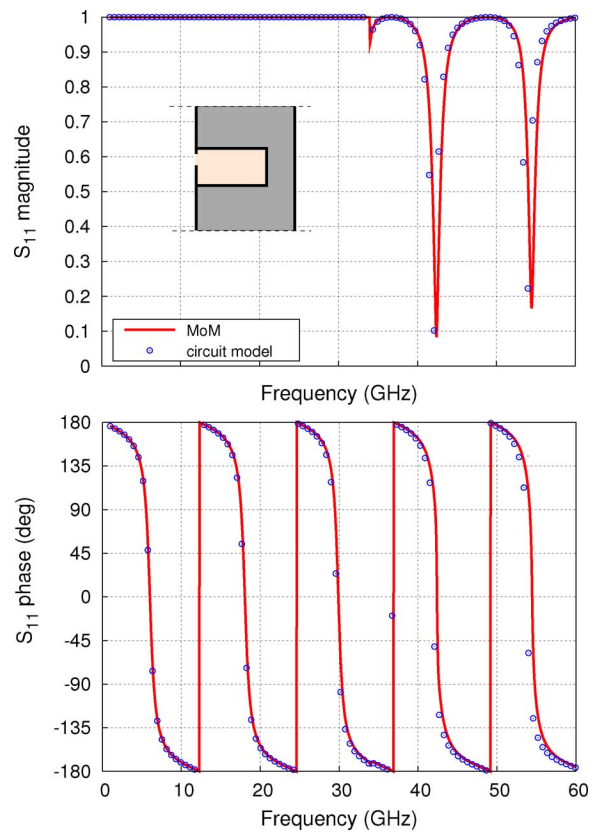 1
0.9
0.8
0.7
0.6
0.5
0.4
0.3
0.2
0.1
0
S11 magnitude
MoM
circuit model
Frequency (GHz)
180
135
90
45
0
-45
-90
-135
-180
S11 phase (deg)
0 10 20 30 40 50 60
Frequency (GHz)